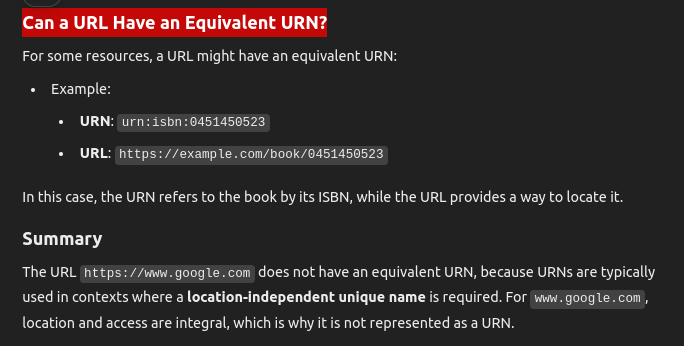 Can a URL Have an Equivalent URN?
For some resources, a URL might have an equivalent URN:
• Example:
• URN: urn:isbn:0451450523
• URL: https://example.com/book/0451450523
In this case, the URN refers to the book by its ISBN, while the URL provides a way to locate it.
Summary
The URL https://www.google.com does not have an equivalent URN, because URNs are typically
used in contexts where a location-independent unique name is required. For www.google.com,
location and access are integral, which is why it is not represented as a URN.